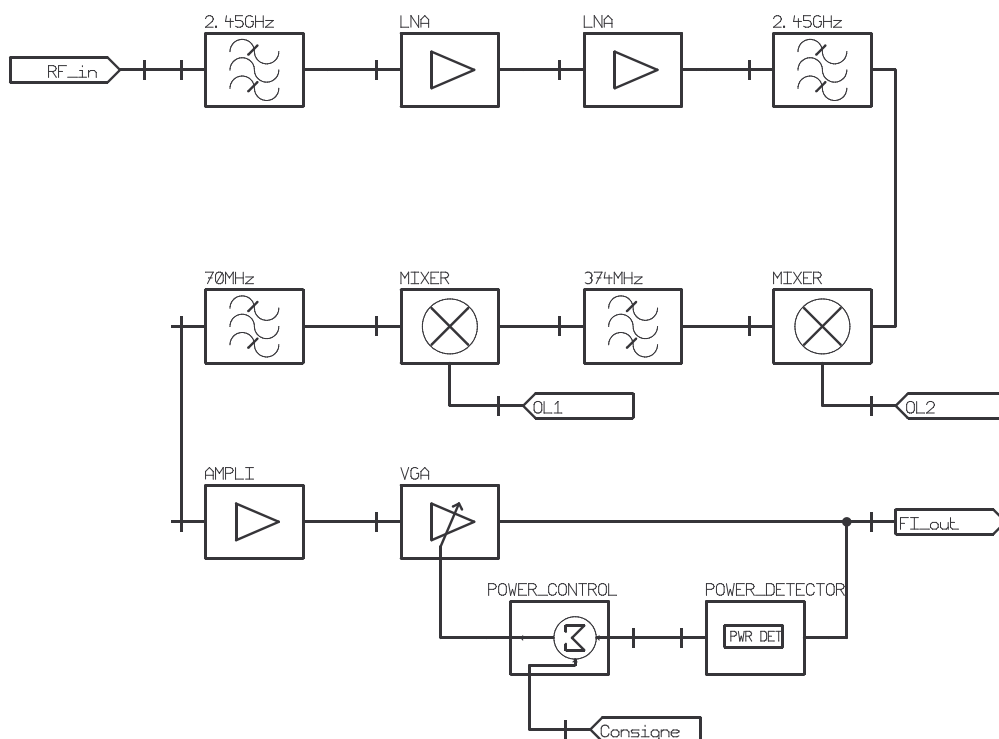 2.45GHz
LNA
LNA
2.45GHz
RF_in
70MHz
MIXER
374MHz
MIXER
OL1
OL2
AMPLI
VGA
FI_out
POWER_CONTROL
POWER_DETECTOR
PWR DET
Consigne